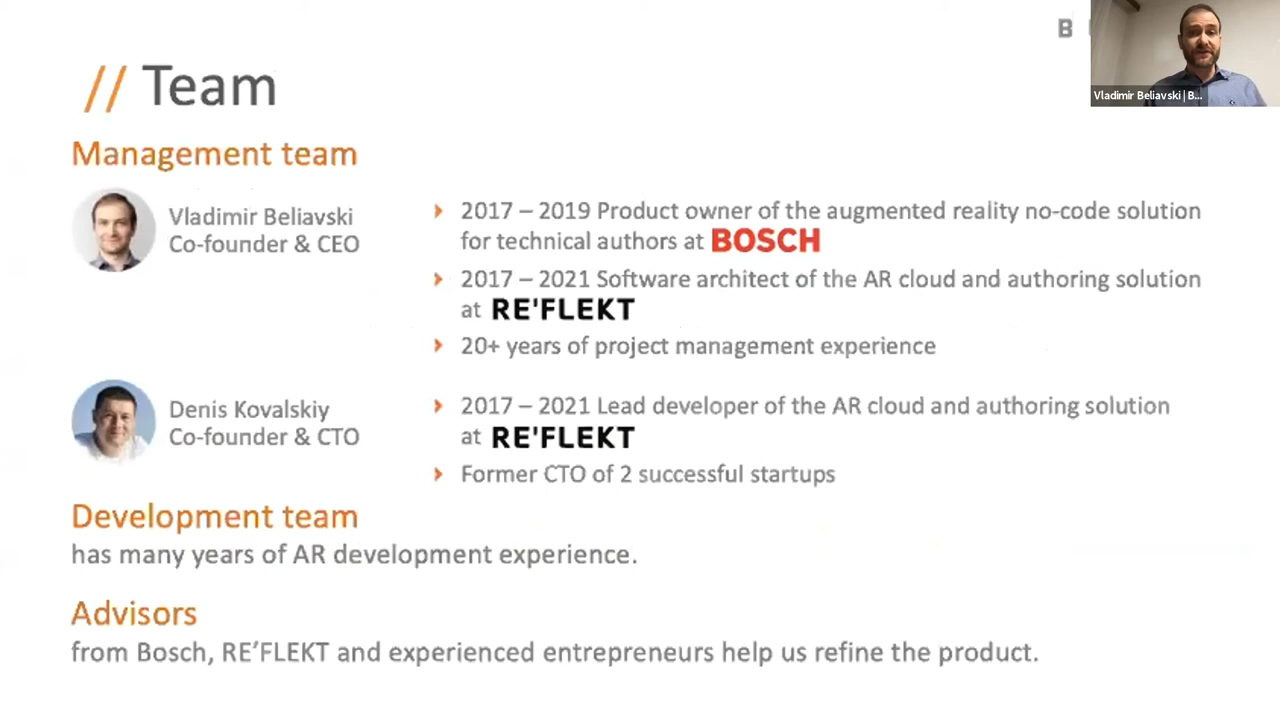 B
Vladimir Beliavski | B...
// Team
Management team
Vladimir Beliavski
Co-founder & CEO
2017 – 2019 Product owner of the augmented reality no-code solution
for technical authors at BOSCH
2017 – 2021 Software architect of the AR cloud and authoring solution
at RE'FLEKT
20+ years of project management experience
Denis Kovalskiy
Co-founder & CTO
2017 – 2021 Lead developer of the AR cloud and authoring solution
at RE'FLEKT
Former CTO of 2 successful startups
Development team
has many years of AR development experience.
Advisors
from Bosch, RE’FLEKT and experienced entrepreneurs help us refine the product.